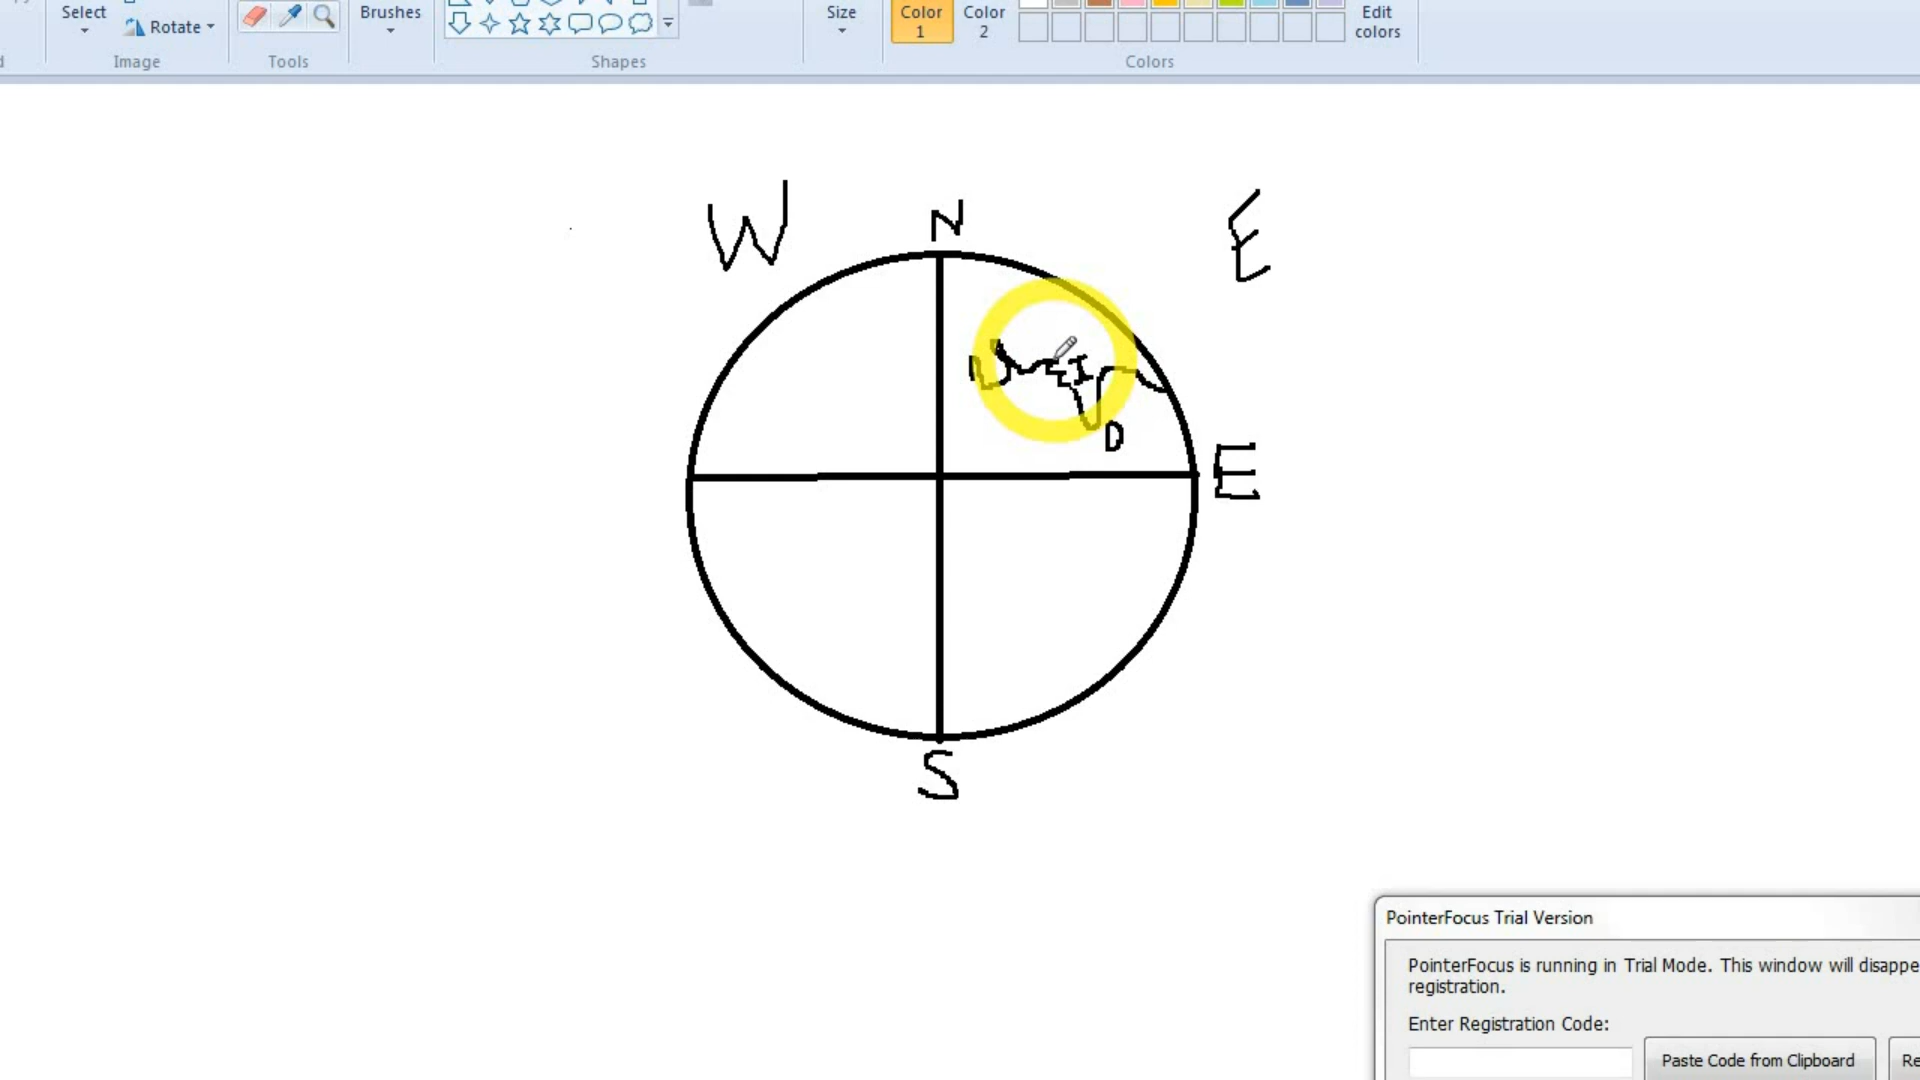 Select
Rotate
Brushes
Size
Color
1
Color
2
Edit
colors
Image
Tools
Shapes
Colors
W
N
E
I
D
E
S
PointerFocus Trial Version
PointerFocus is running in Trial Mode. This window will disappe
registration.
Enter Registration Code:
Paste Code from Clipboard
Re